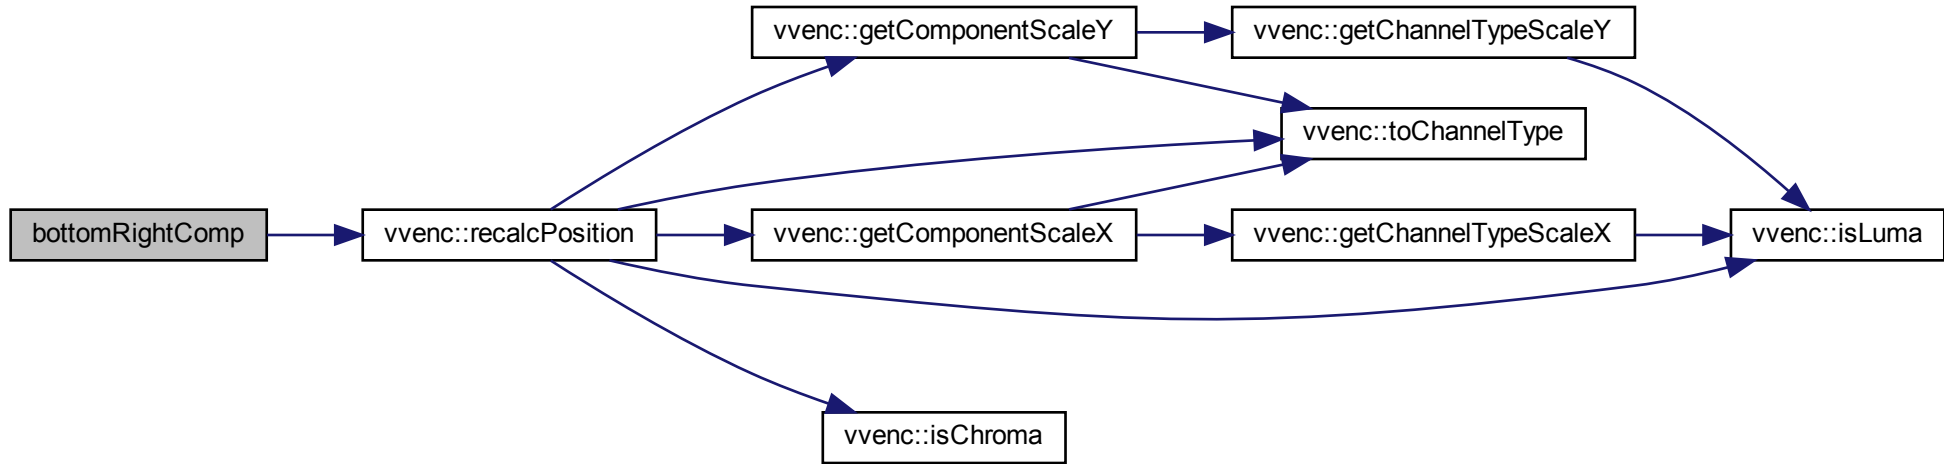 vvenc::getComponentScaleY
vvenc::getChannelTypeScaleY
vvenc::toChannelType
bottomRightComp
vvenc::recalcPosition
vvenc::getComponentScaleX
vvenc::getChannelTypeScaleX
vvenc::isLuma
vvenc::isChroma